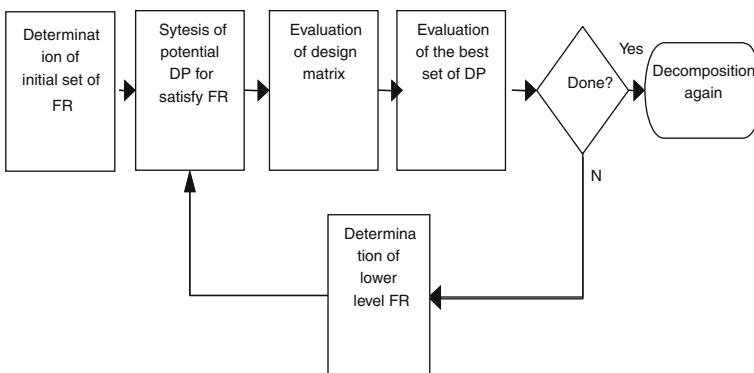 Determinat
ion of
initial set of
FR
Sytesis of
potential
DP for
satisfy FR
Evaluation
of design
matrix
Evaluation
of the best
set of DP
Done?
Yes
Decomposition
again
N
Determina
tion of
lower
level FR